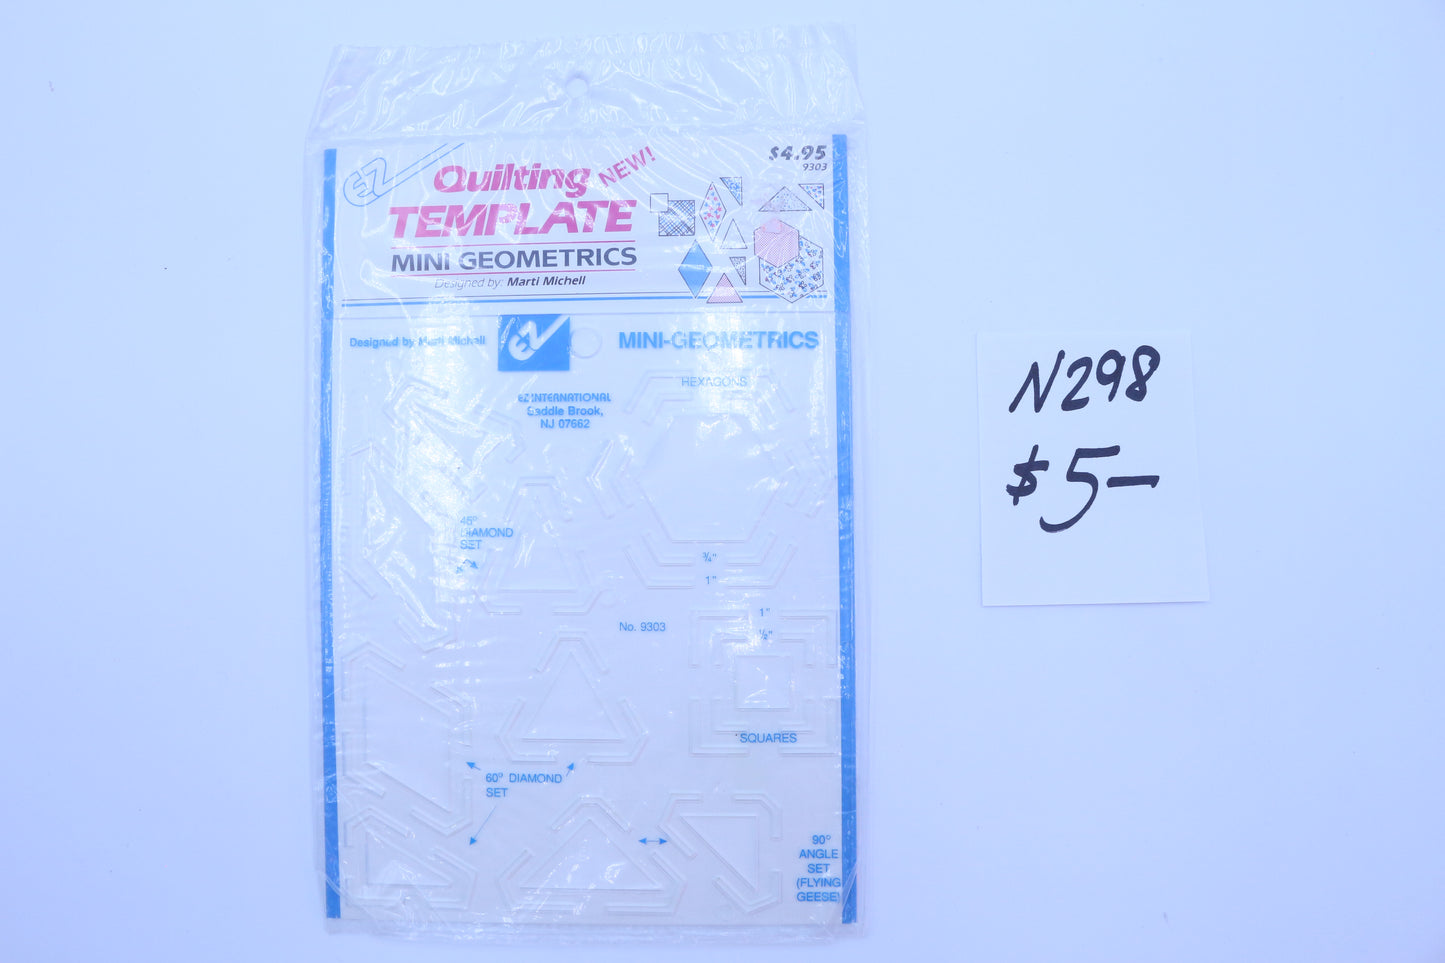 EZ
Quilting NEW!
TEMPLATE
MINI GEOMETRICS
Designed by: Marti Michell
$4.95
9303
Designed by Marti Michell
EZ
MINI-GEOMETRICS
EZ INTERNATIONAL
Saddle Brook,
NJ 07662
HEXAGONS
45°
DIAMOND
SET
¾"
1"
No. 9303
1"
½"
SQUARES
60° DIAMOND
SET
90°
ANGLE
SET
(FLYING
GEESE)
N298
$5—